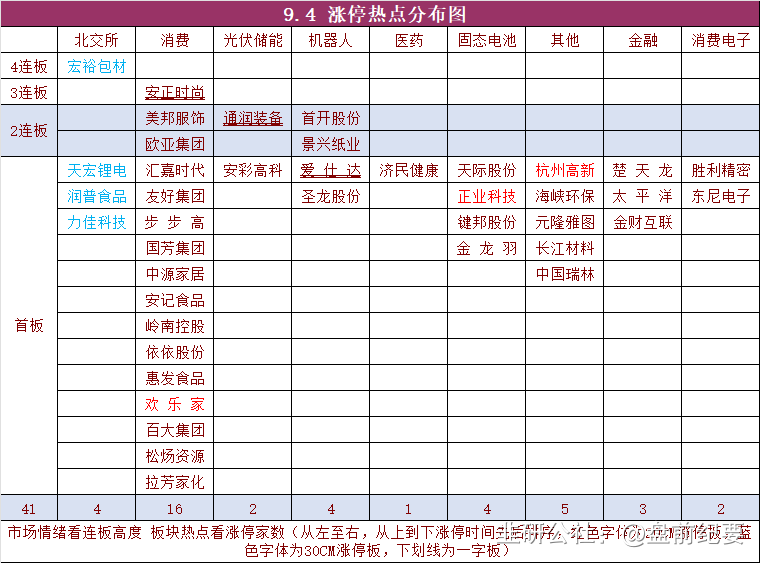 9.4 涨停热点分布图
北交所 消费 光伏储能 机器人 医药 固态电池 其他 金融 消费电子
4连板 宏裕包材
3连板 安正时尚
2连板 美邦服饰 通润装备 首开股份
欧亚集团 景兴纸业
首板 天宏锂电 汇嘉时代 安彩高科 爱仕达 济民健康 天际股份 杭州高新 楚天龙 胜利精密
润普食品 友好集团 圣龙股份 正业科技 海峡环保 太平洋 东尼电子
力佳科技 步步高 键邦股份 元隆雅图 金财互联
国芳集团 金龙羽 长江材料
中源家居 中国瑞林
安记食品
岭南控股
依依股份
惠发食品
欢乐家
百大集团
松炀资源
拉芳家化
41 4 16 2 4 1 4 5 3 2
市场情绪看连板高度 板块热点看涨停家数（从左至右，从上到下涨停时间先后排序，红色字体为20CM涨停板，蓝
色字体为30CM涨停板，下划线为一字板）